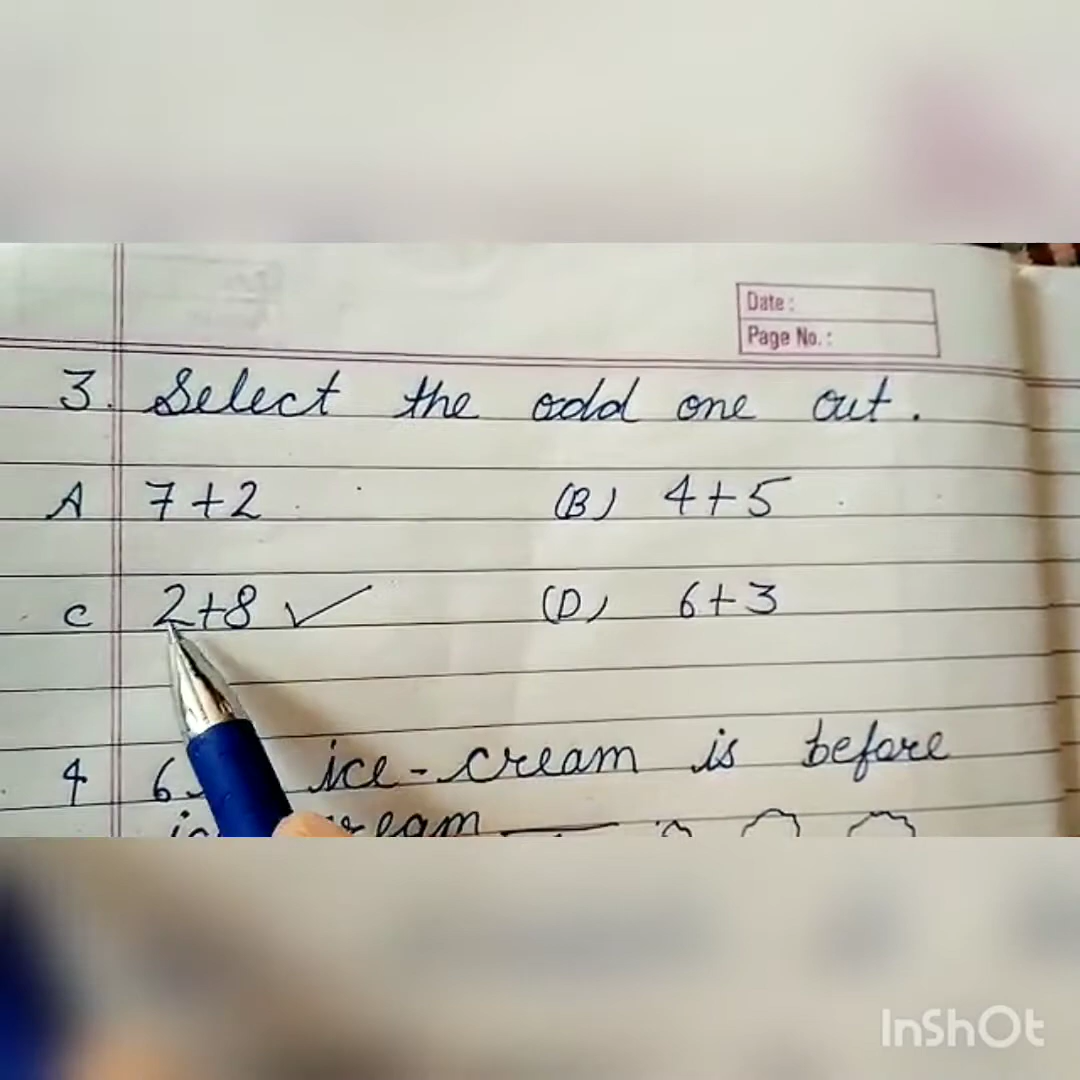 Date :
Page No. :
3. Select the odd one out.
A 7+2 (B) 4+5
C 2+8 ✓ (D) 6+3
4 6 ice-cream is before
InShOt